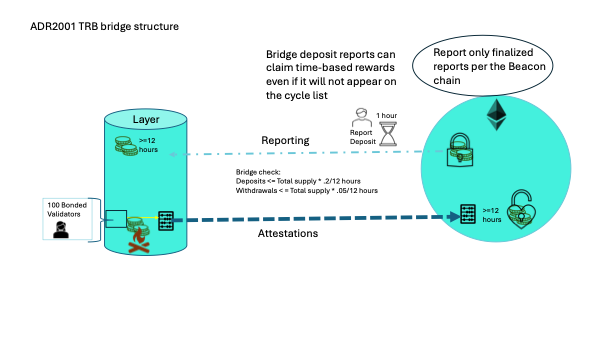 ADR2001 TRB bridge structure
Bridge deposit reports can
claim time-based rewards
even if it will not appear on
the cycle list
Report only finalized
reports per the Beacon
chain
Layer
>=12
hours
1 hour
Report
Deposit
Reporting
Bridge check:
Deposits <= Total supply * .2/12 hours
Withdrawals < = Total supply * .05/12 hours
100 Bonded
Validators
>=12
hours
Attestations